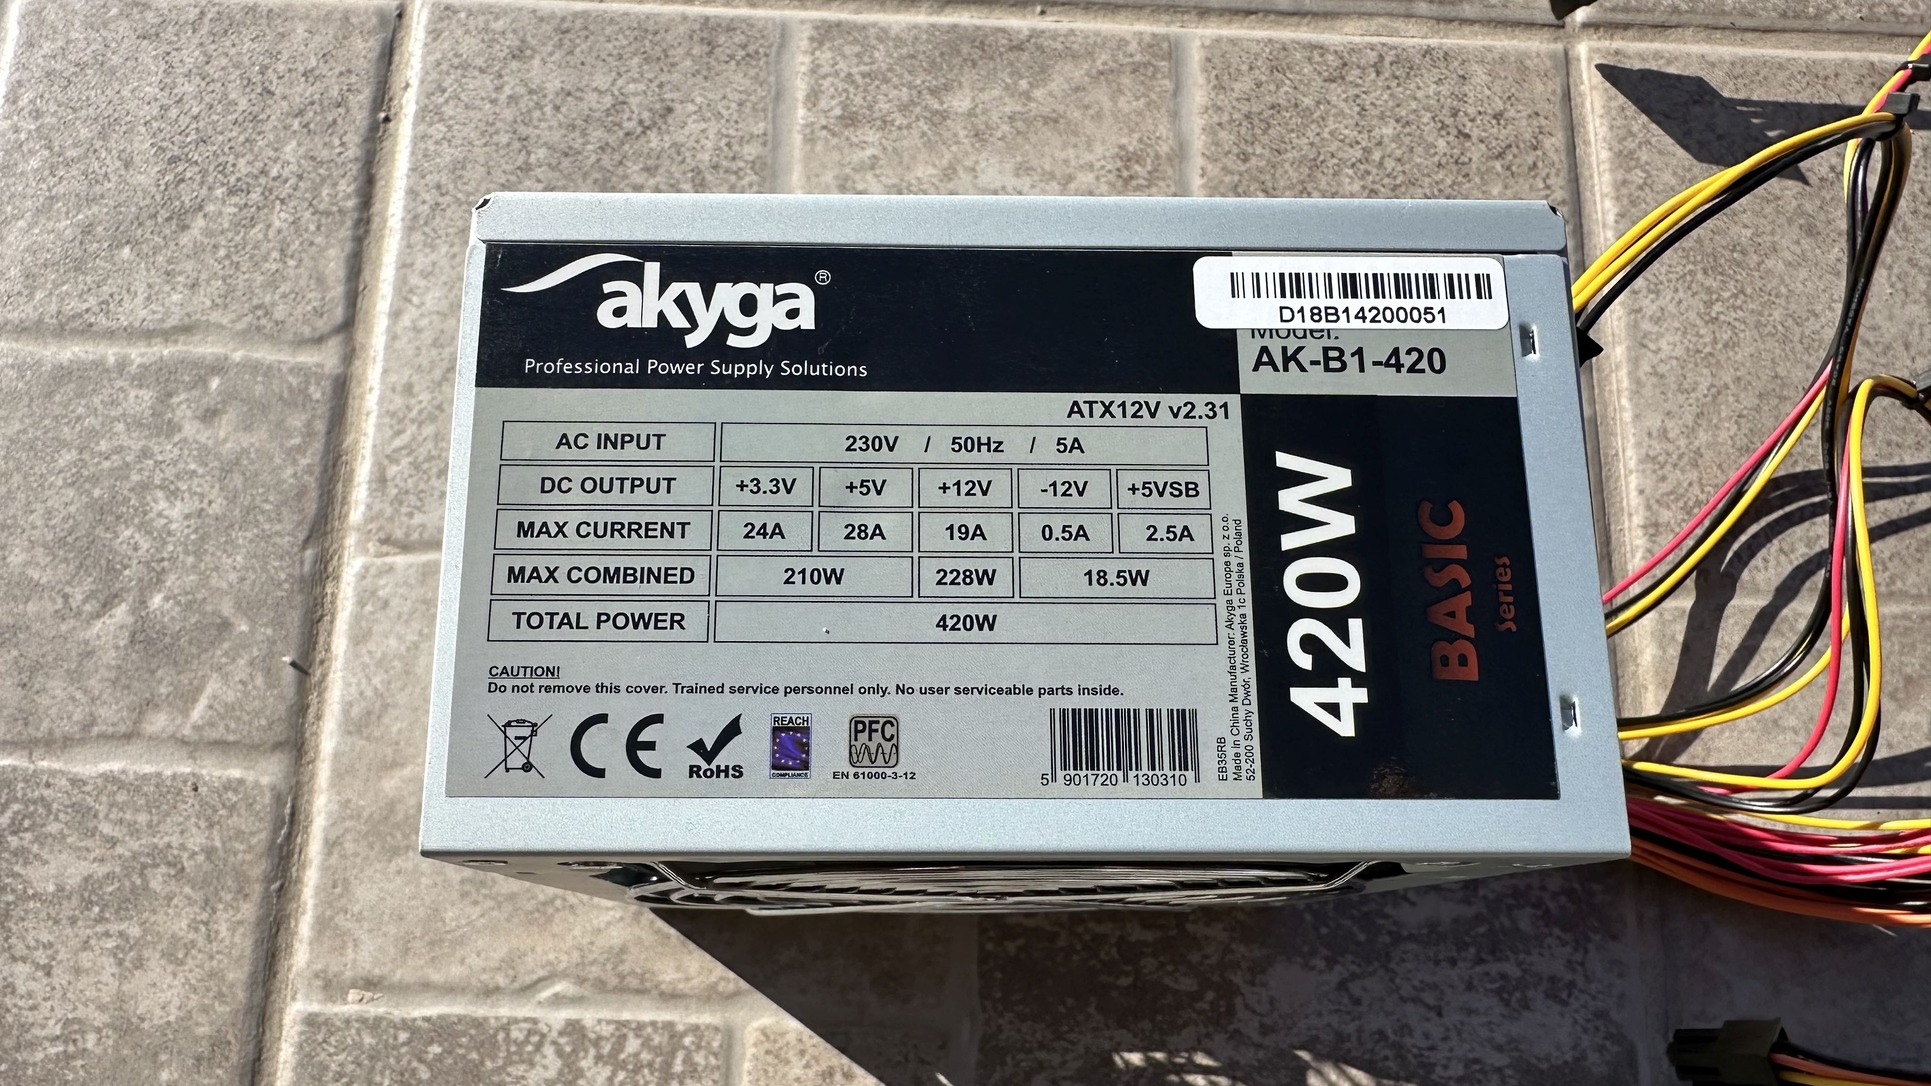 akyga®
Professional Power Supply Solutions
D18B14200051
Model:
AK-B1-420
ATX12V v2.31
AC INPUT 230V / 50Hz / 5A
DC OUTPUT +3.3V +5V +12V -12V +5VSB
MAX CURRENT 24A 28A 19A 0.5A 2.5A
MAX COMBINED 210W 228W 18.5W
TOTAL POWER 420W
CAUTION!
Do not remove this cover. Trained service personnel only. No user serviceable parts inside.
CE
RoHS
REACH
COMPLIANCE
PFC
EN 61000-3-12
5 901720 130310
EB35RB
Made in China Manufacturer: Akyga Europe sp. z o.o.
52-200 Suchy Dwór, Wrocławska 1c Polska / Poland
420W
BASIC
Series